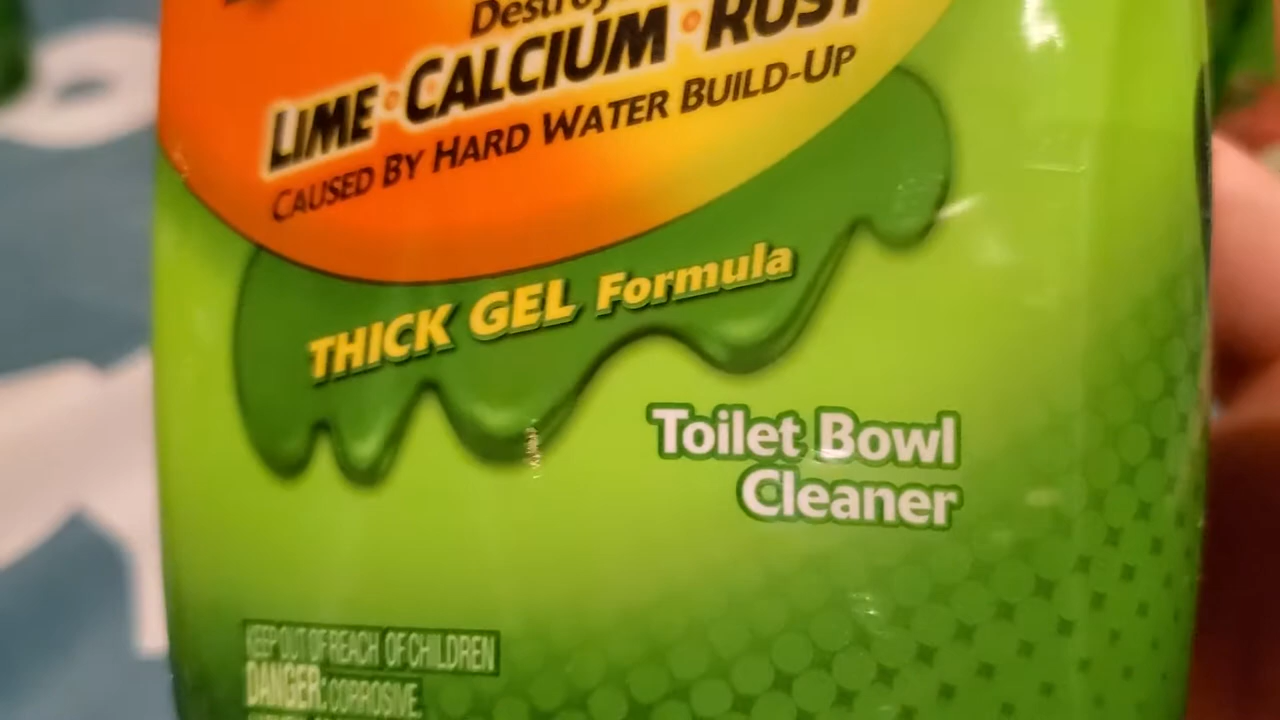 LIME • CALCIUM • RUST
CAUSED BY HARD WATER BUILD-UP
THICK GEL Formula
Toilet Bowl
Cleaner
KEEP OUT OF REACH OF CHILDREN
DANGER: CORROSIVE.